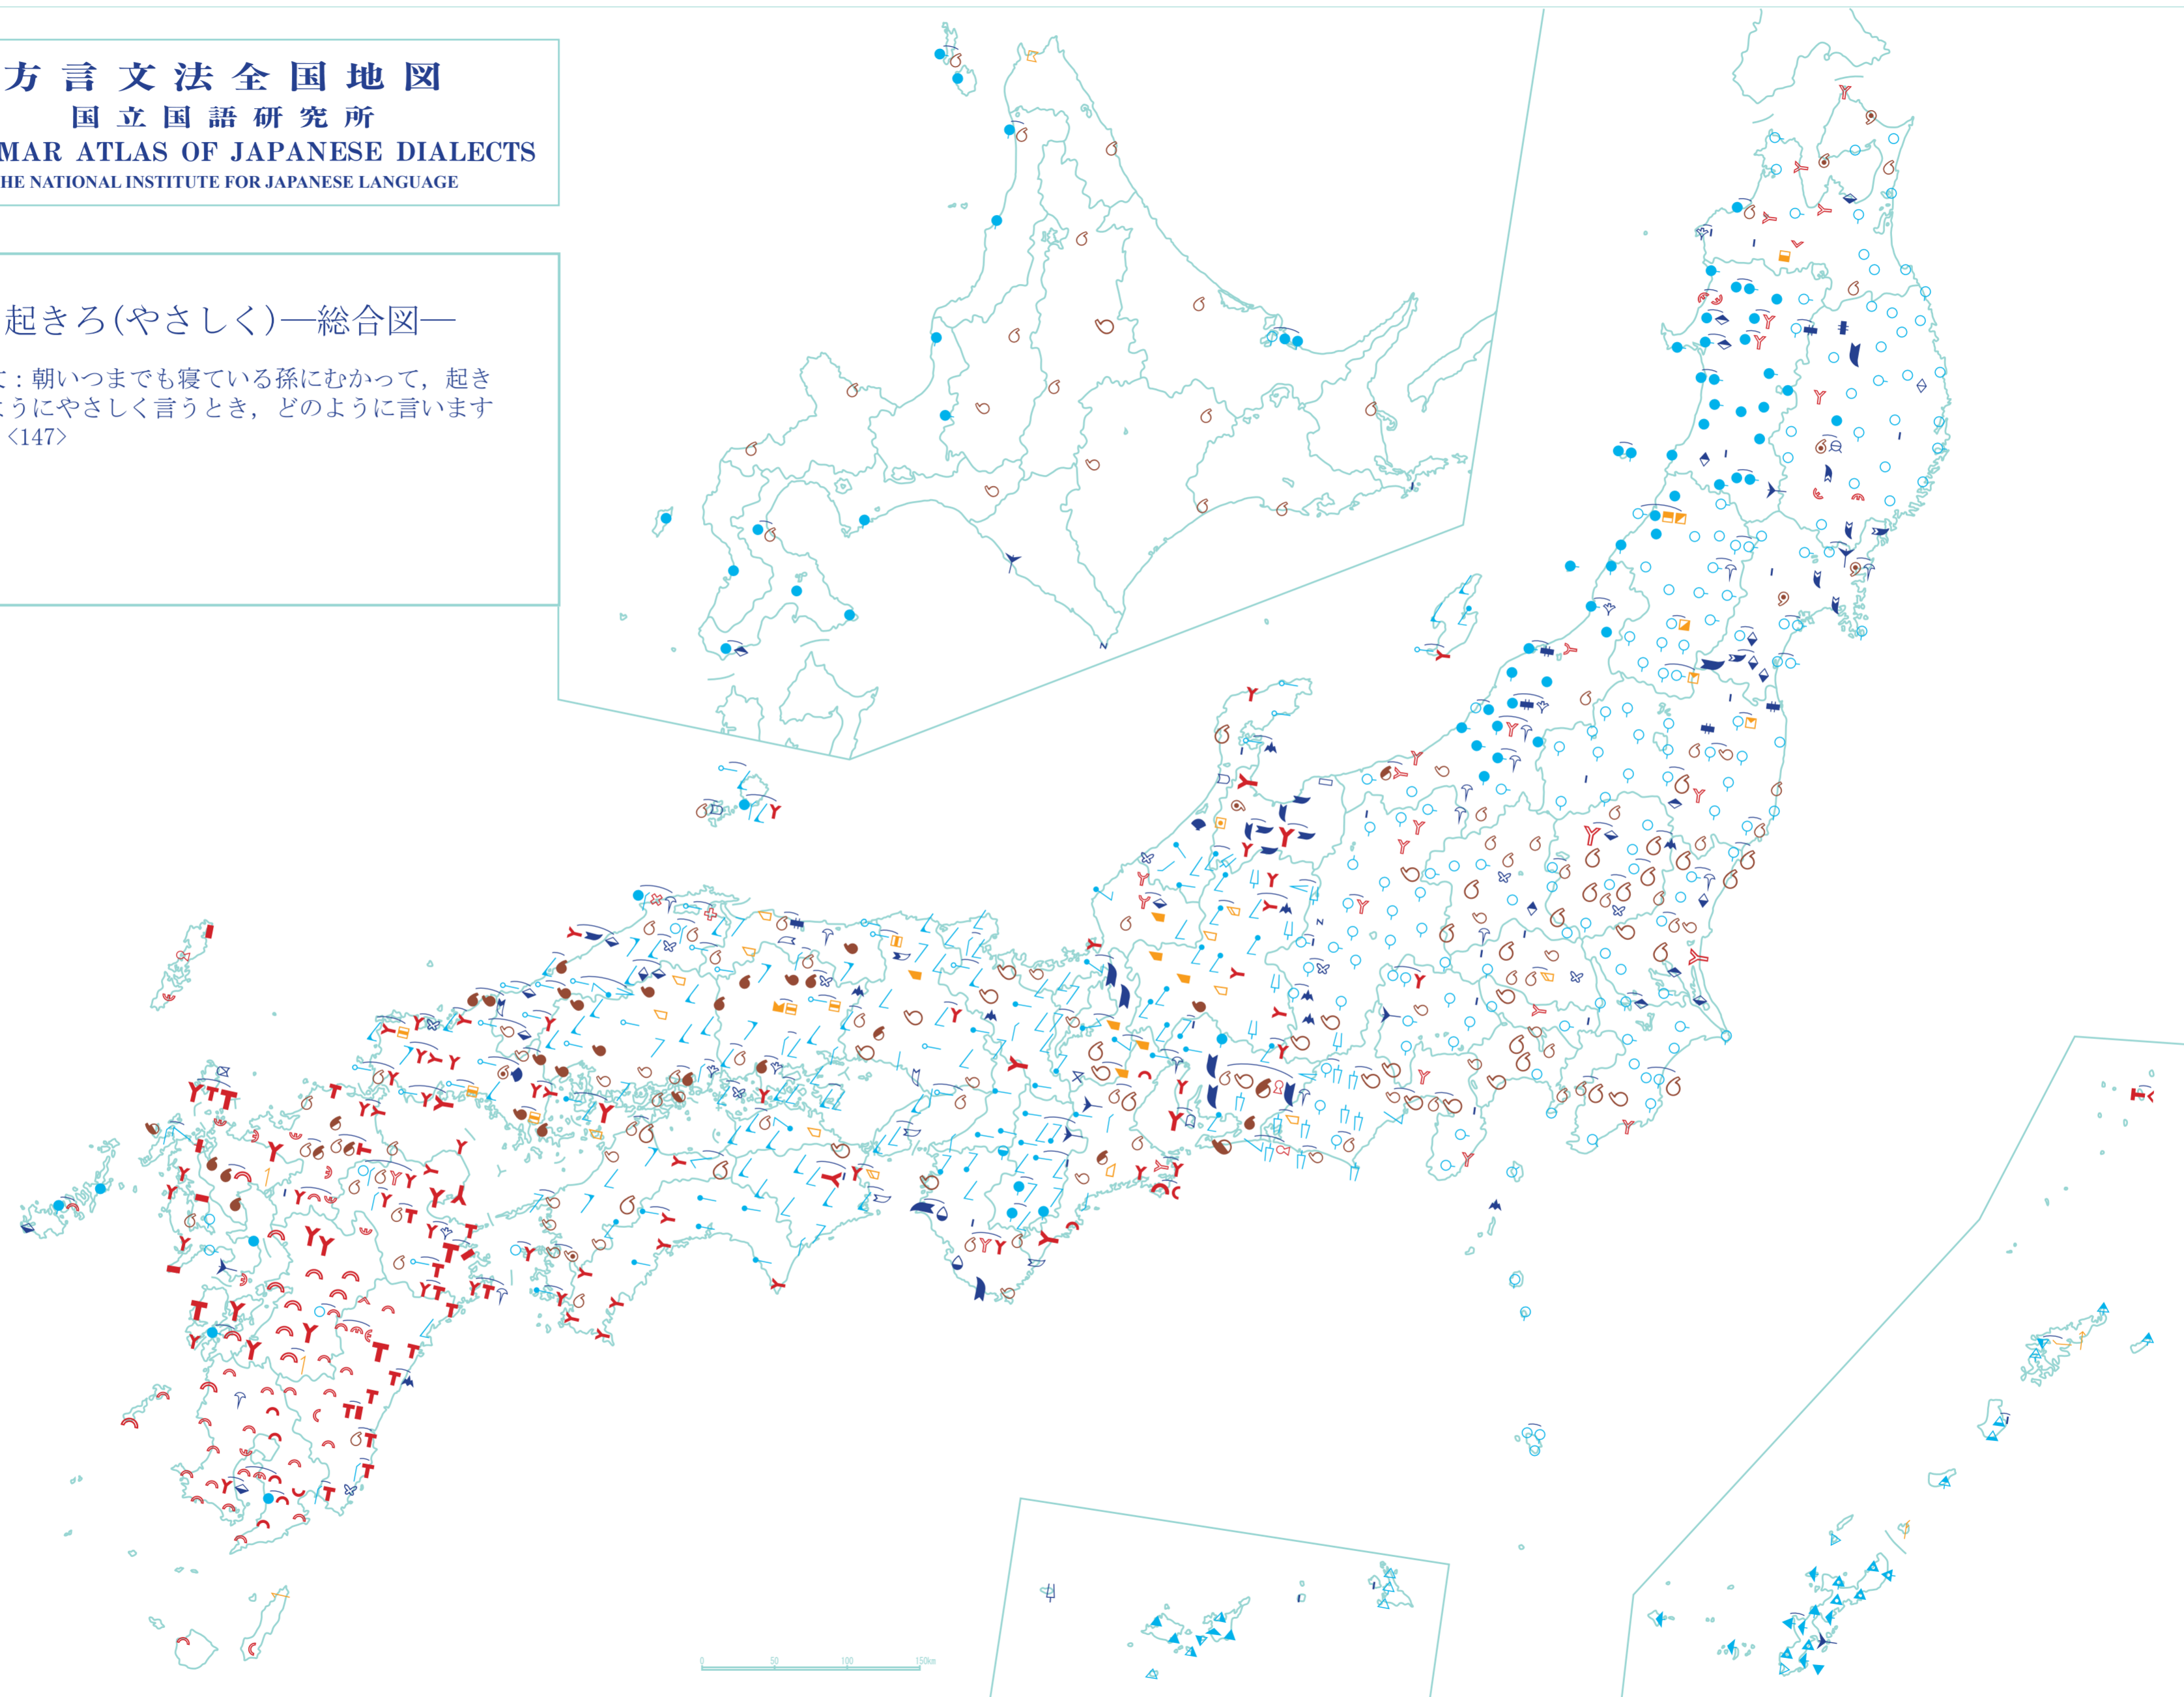 方言文法全国地図
国立国語研究所
MAR ATLAS OF JAPANESE DIALECTS
HE NATIONAL INSTITUTE FOR JAPANESE LANGUAGE
起きろ(やさしく)―総合図―
て:朝いつまでも寝ている孫にむかって,起き
ようにやさしく言うとき,どのように言います
<147>
0 50 100 150km